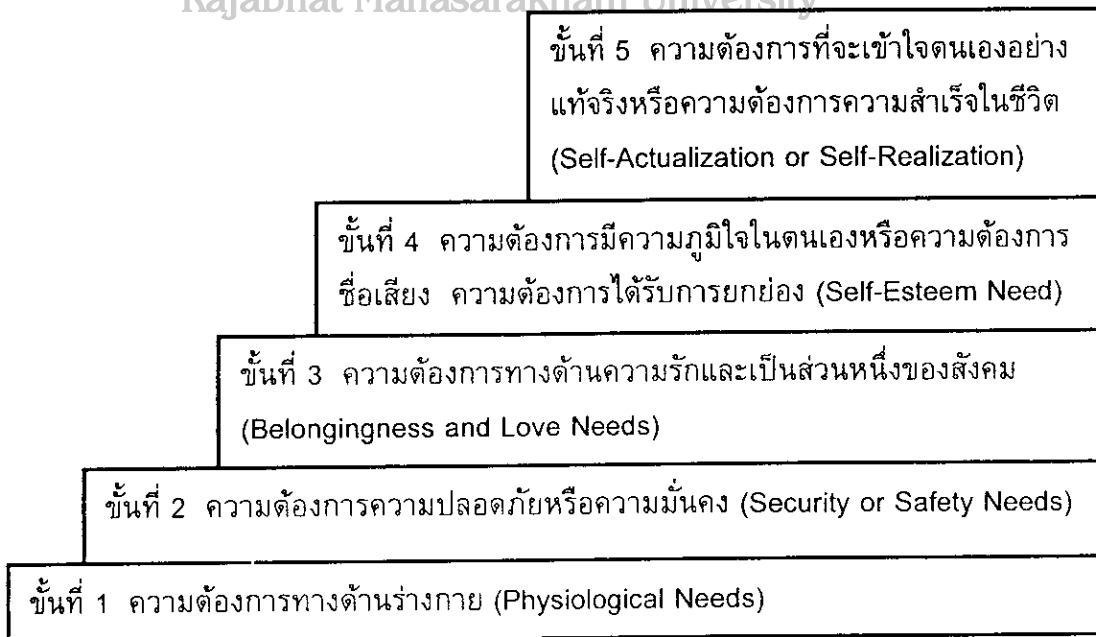 Rajabhat Mahasarakham University
ขั้นที่ 5 ความต้องการที่จะเข้าใจตนเองอย่าง
แท้จริงหรือความต้องการความสำเร็จในชีวิต
(Self-Actualization or Self-Realization)
ขั้นที่ 4 ความต้องการมีความภูมิใจในตนเองหรือความต้องการ
ชื่อเสียง ความต้องการได้รับการยกย่อง (Self-Esteem Need)
ขั้นที่ 3 ความต้องการทางด้านความรักและเป็นส่วนหนึ่งของสังคม
(Belongingness and Love Needs)
ขั้นที่ 2 ความต้องการความปลอดภัยหรือความมั่นคง (Security or Safety Needs)
ขั้นที่ 1 ความต้องการทางด้านร่างกาย (Physiological Needs)